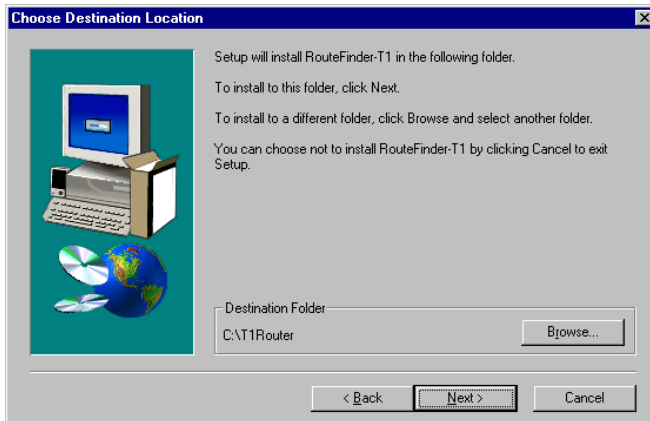 Choose Destination Location
Setup will install RouteFinder-T1 in the following folder.
To install to this folder, click Next.
To install to a different folder, click Browse and select another folder.
You can choose not to install RouteFinder-T1 by clicking Cancel to exit
Setup.
Destination Folder
C:\T1Router
Browse...
< Back
Next >
Cancel